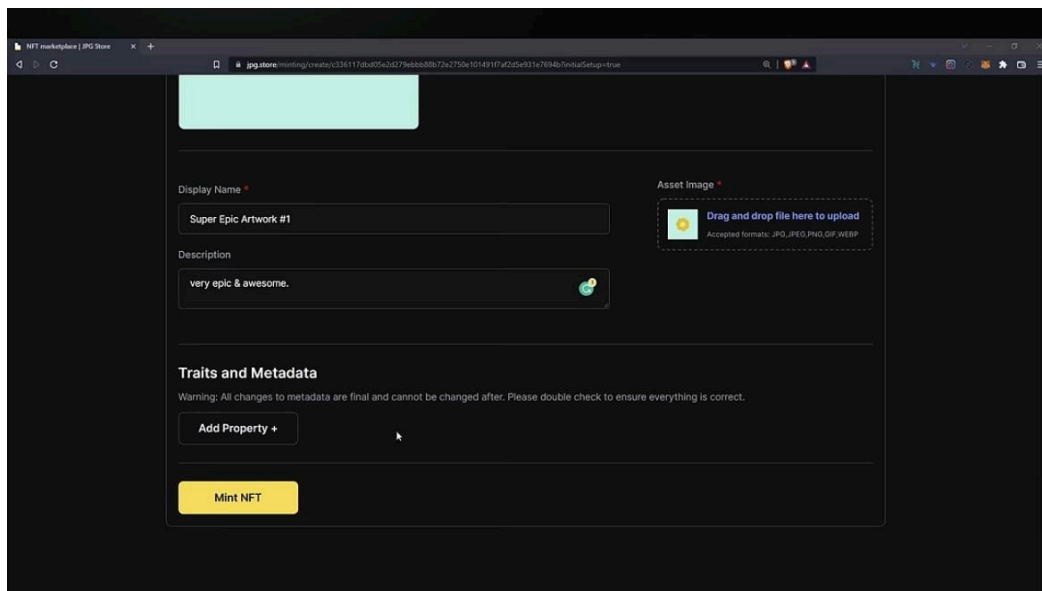 NFT marketplace | JPG Store
jpg.store/minting/create/c336117dbd05e2d279ebbb88b72e2750e101491f7af2d5e931e7694b?initialSetup=true
Display Name *
Asset Image *
Super Epic Artwork #1
Drag and drop file here to upload
Accepted formats: JPG,JPEG,PNG,GIF,WEBP
Description
very epic & awesome.
Traits and Metadata
Warning: All changes to metadata are final and cannot be changed after. Please double check to ensure everything is correct.
Add Property +
Mint NFT